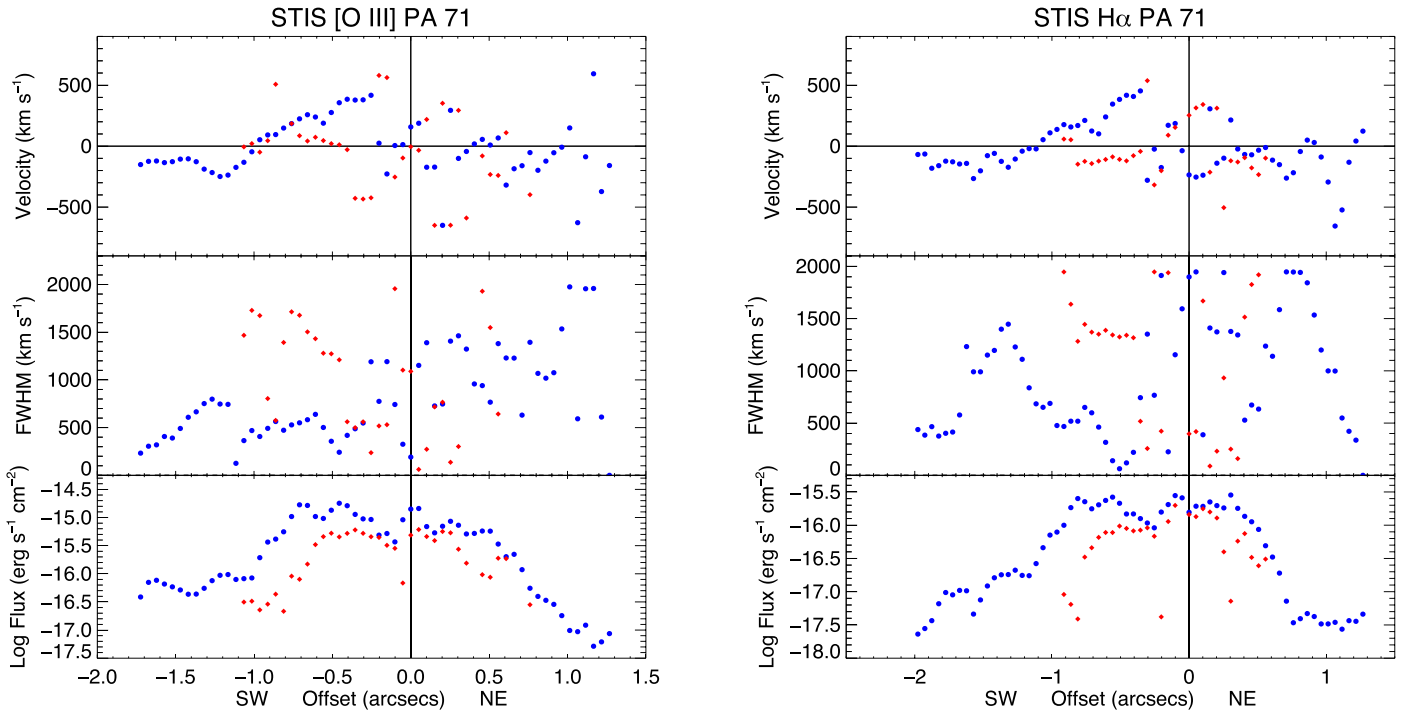 STIS [O III] PA 71
Velocity (km s−1)
500
0
−500
FWHM (km s−1)
2000
1500
1000
500
0
Log Flux (erg s−1 cm−2)
−14.5
−15.0
−15.5
−16.0
−16.5
−17.0
−17.5
−2.0 −1.5 −1.0 −0.5 0.0 0.5 1.0 1.5
SW Offset (arcsecs) NE
STIS Hα PA 71
Velocity (km s−1)
500
0
−500
FWHM (km s−1)
2000
1500
1000
500
0
Log Flux (erg s−1 cm−2)
−15.5
−16.0
−16.5
−17.0
−17.5
−18.0
−2 −1 0 1
SW Offset (arcsecs) NE